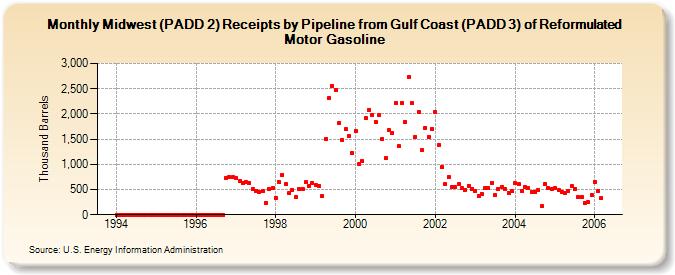 Monthly Midwest (PADD 2) Receipts by Pipeline from Gulf Coast (PADD 3) of Reformulated
Motor Gasoline
Thousand Barrels
3,000
2,500
2,000
1,500
1,000
500
0
1994 1996 1998 2000 2002 2004 2006
Source: U.S. Energy Information Administration